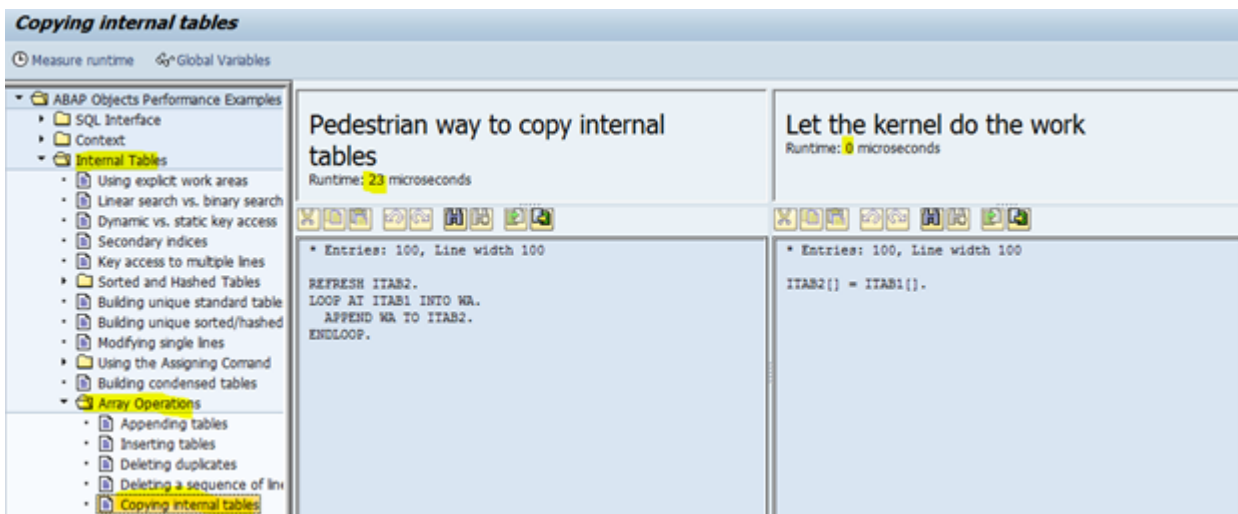 Copying internal tables
Measure runtime Global Variables
ABAP Objects Performance Examples
SQL Interface
Context
Internal Tables
Using explicit work areas
Linear search vs. binary search
Dynamic vs. static key access
Secondary indices
Key access to multiple lines
Sorted and Hashed Tables
Building unique standard table
Building unique sorted/hashed
Modifying single lines
Using the Assigning Comand
Building condensed tables
Array Operations
Appending tables
Inserting tables
Deleting duplicates
Deleting a sequence of line
Copying internal tables
Pedestrian way to copy internal
tables
Runtime: 23 microseconds
* Entries: 100, Line width 100
REFRESH ITAB2.
LOOP AT ITAB1 INTO WA.
APPEND WA TO ITAB2.
ENDLOOP.
Let the kernel do the work
Runtime: 0 microseconds
* Entries: 100, Line width 100
ITAB2[] = ITAB1[].